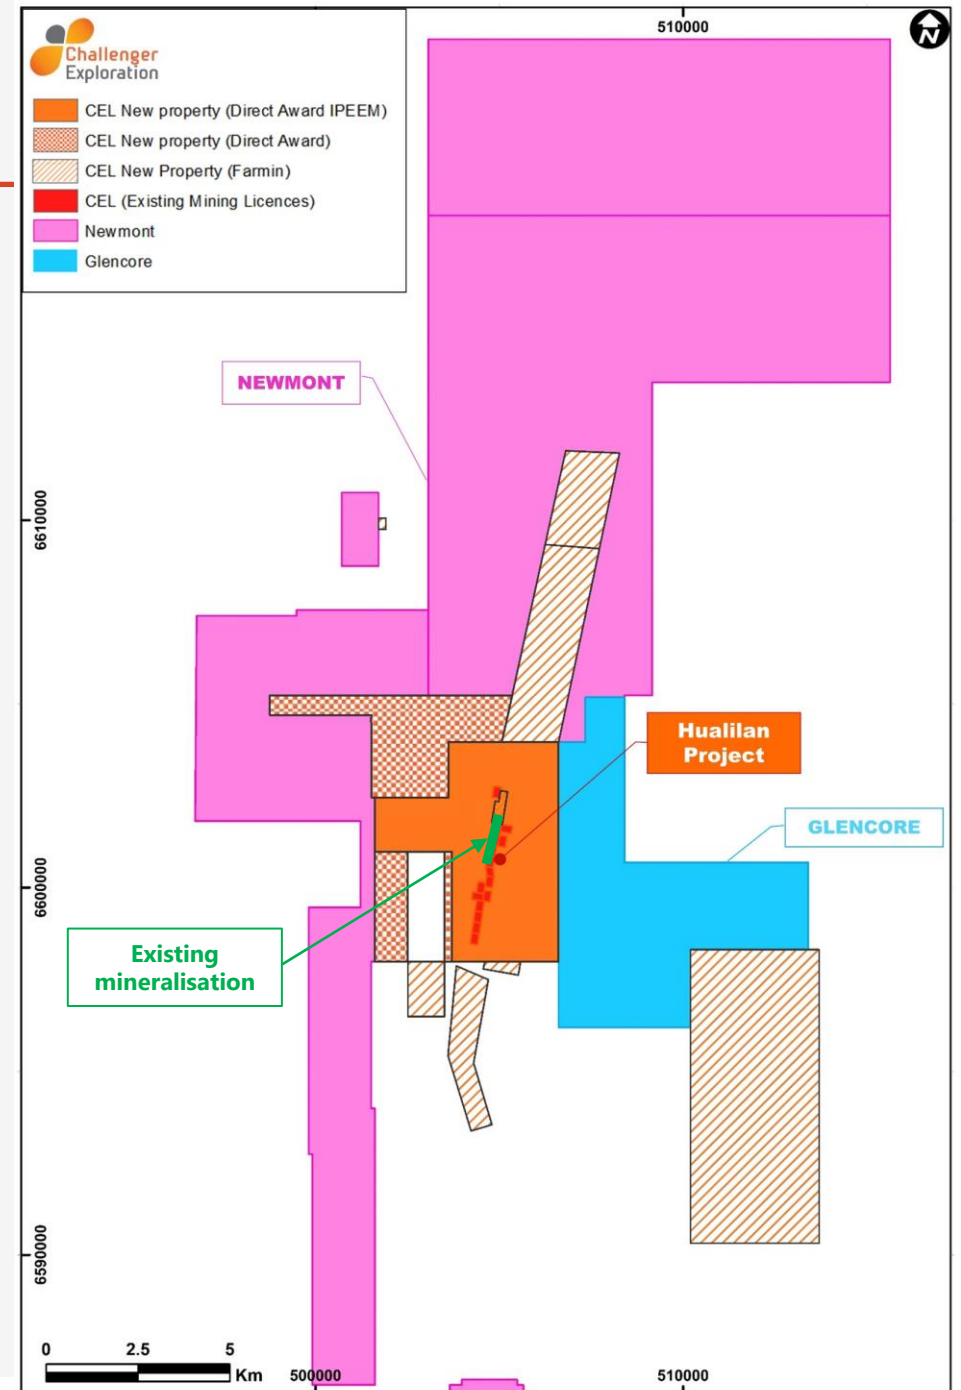 510000
N
Challenger
Exploration
CEL New property (Direct Award IPEEM)
CEL New property (Direct Award)
CEL New Property (Farmin)
CEL (Existing Mining Licences)
Newmont
Glencore
NEWMONT
6610000
Hualilan
Project
GLENCORE
6600000
Existing
mineralisation
6590000
0 2.5 5
Km
500000
510000